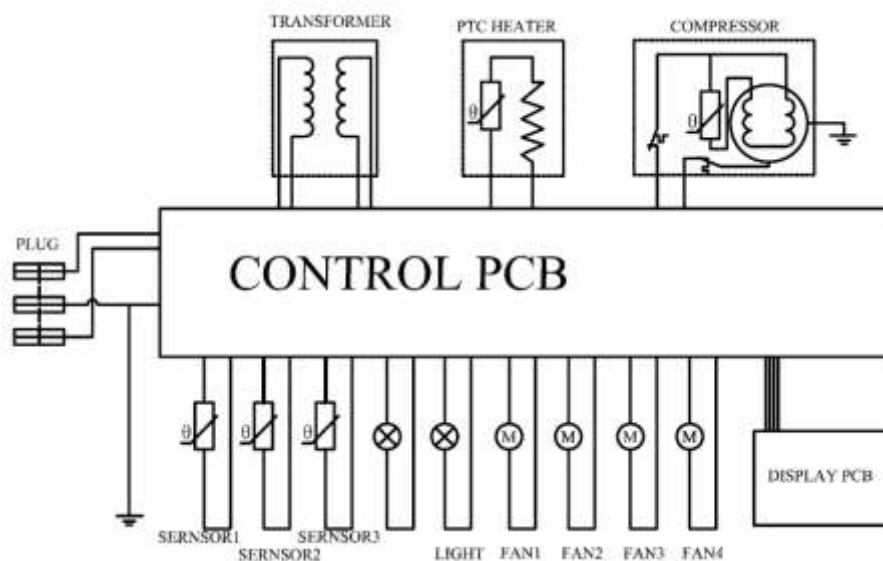 TRANSFORMER
PTC HEATER
COMPRESSOR
θ
θ
PLUG
CONTROL PCB
θ
θ
θ
M
M
M
M
DISPLAY PCB
SERNSOR1
SERNSOR2
SERNSOR3
LIGHT
FAN1
FAN2
FAN3
FAN4